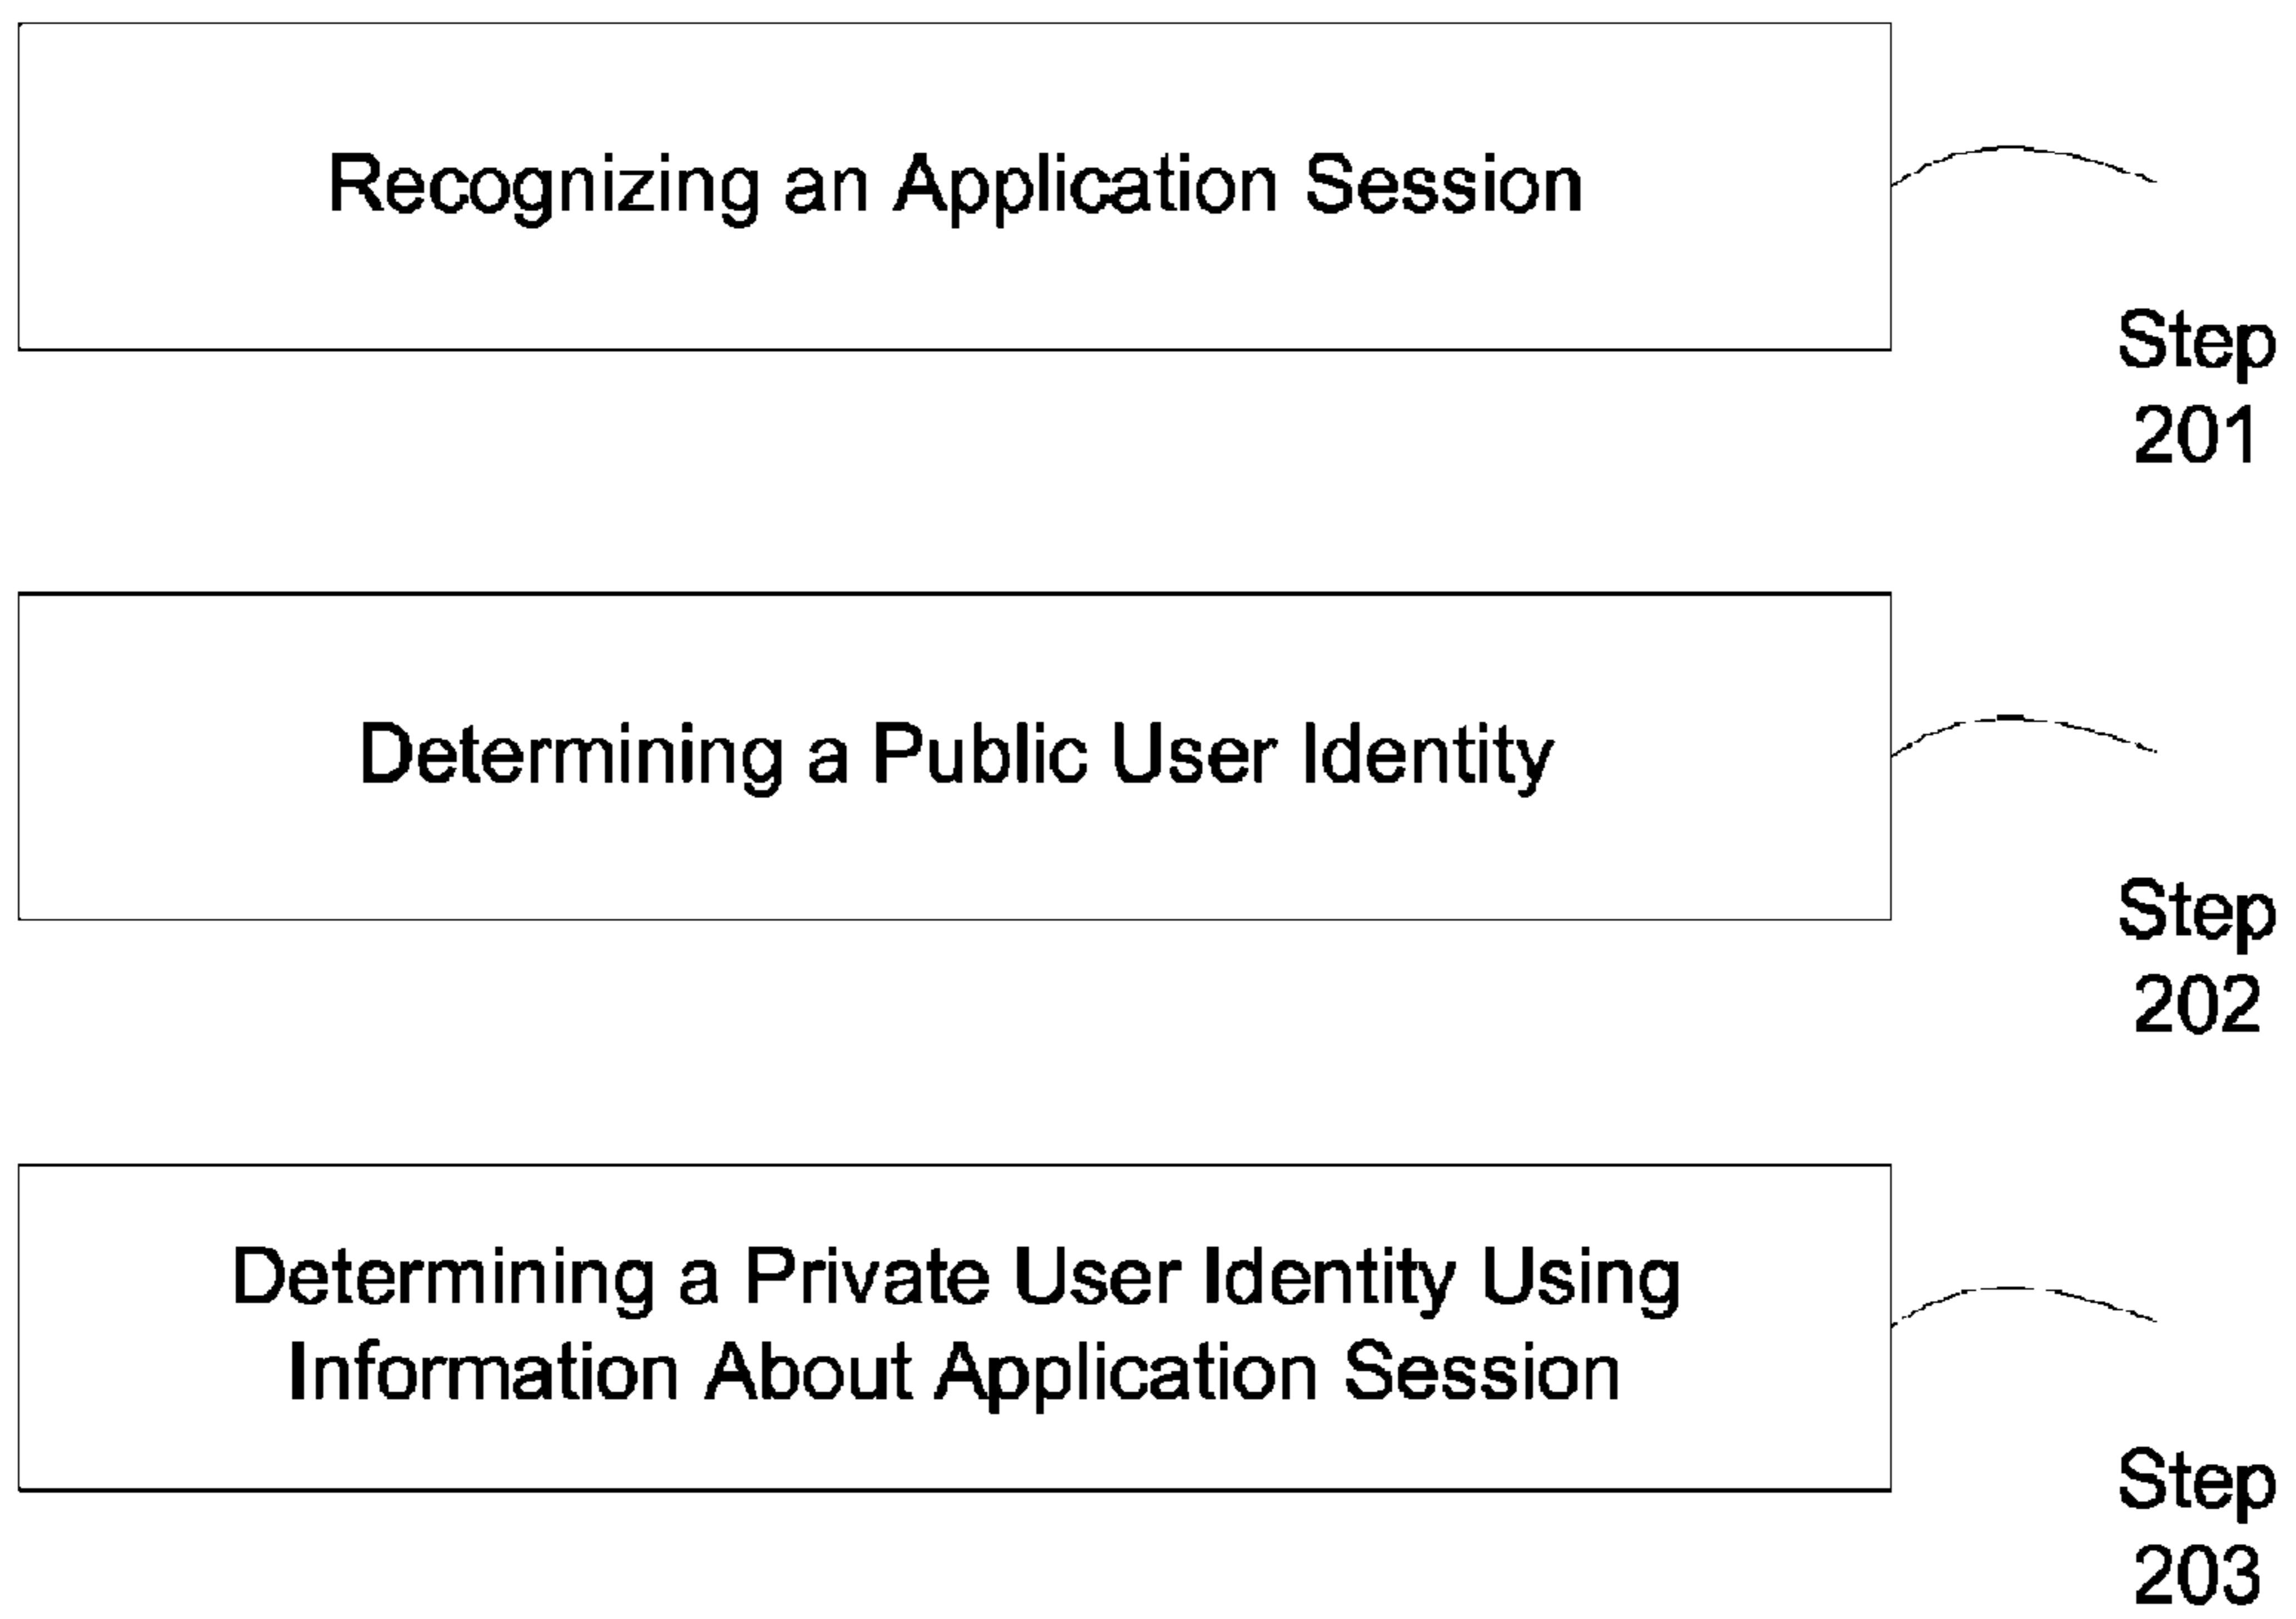 Recognizing an Application Session
Step
201
Determining a Public User Identity
Step
202
Determining a Private User Identity Using
Information About Application Session
Step
203